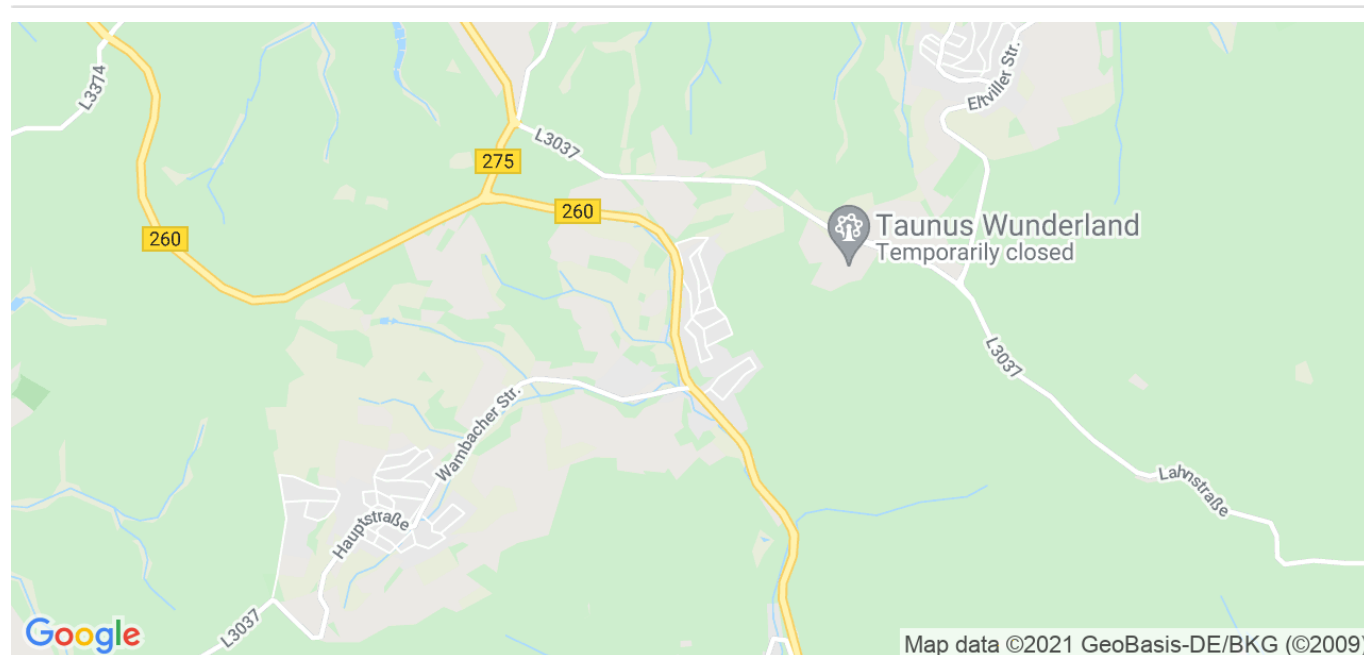 L3374
Eltviller Str.
L3037
275
260
260
Taunus Wunderland
Temporarily closed
L3037
Wambacher Str.
Lahnstraße
Hauptstraße
L3037
Google
Map data ©2021 GeoBasis-DE/BKG (©2009)